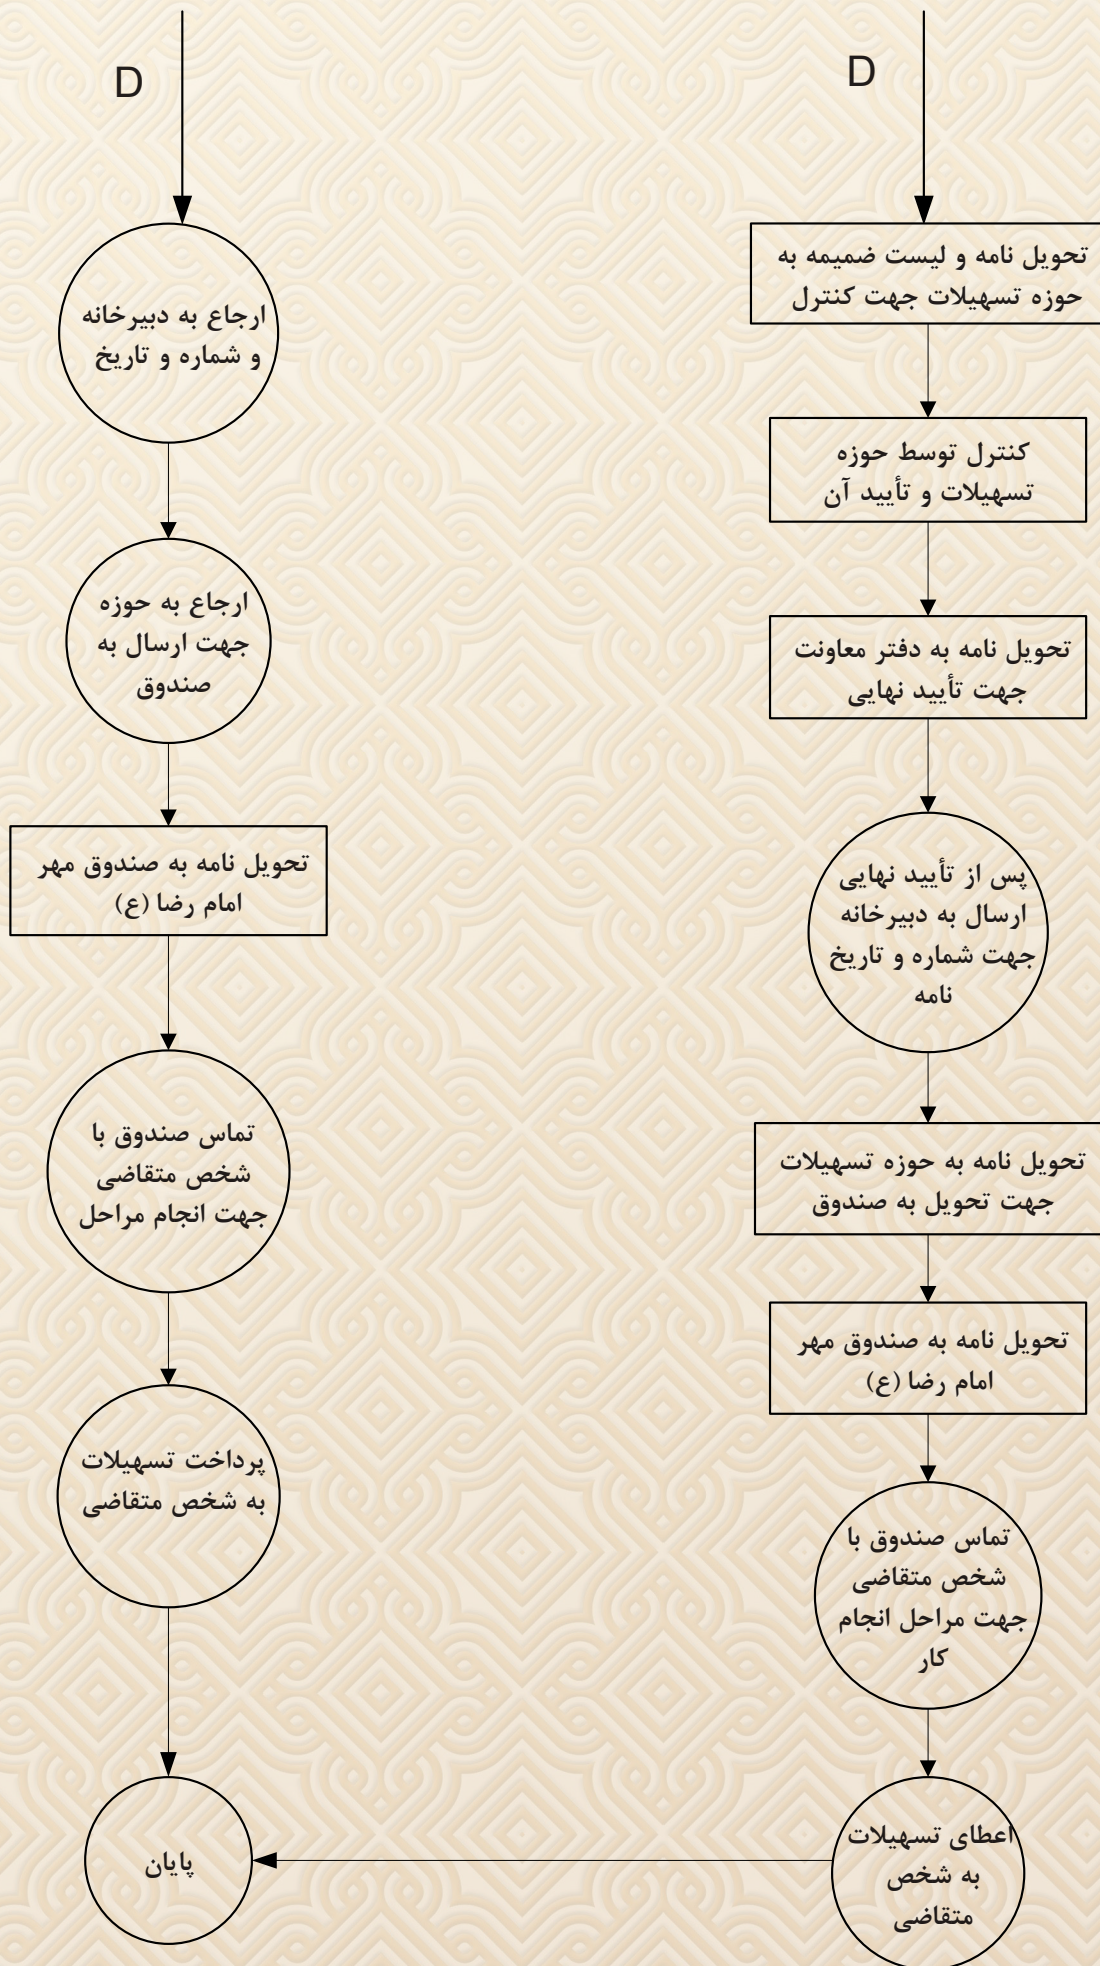 D
تحویل نامه و لیست ضمیمه به
حوزه تسهیلات جهت کنترل
کنترل توسط حوزه
تسهیلات و تأیید آن
تحویل نامه به دفتر معاونت
جهت تأیید نهایی
پس از تأیید نهایی
ارسال به دبیرخانه
جهت شماره و تاریخ
نامه
تحویل نامه به حوزه تسهیلات
جهت تحویل به صندوق
تحویل نامه به صندوق مهر
امام رضا (ع)
تماس صندوق با
شخص متقاضی
جهت مراحل انجام
کار
اعطای تسهیلات
به شخص
متقاضی
D
ارجاع به دبیرخانه
و شماره و تاریخ
ارجاع به حوزه
جهت ارسال به
صندوق
تحویل نامه به صندوق مهر
امام رضا (ع)
تماس صندوق با
شخص متقاضی
جهت انجام مراحل
پرداخت تسهیلات
به شخص متقاضی
پایان